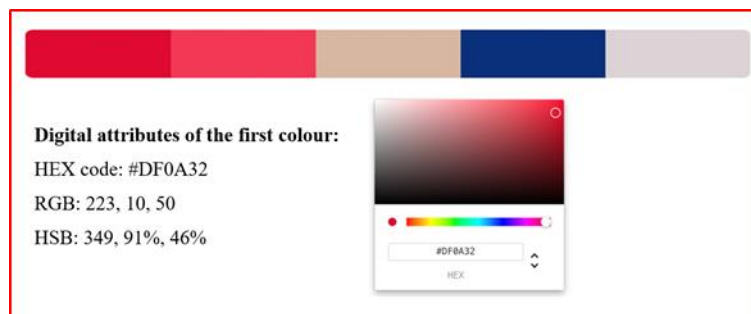 Digital attributes of the first colour:
HEX code: #DF0A32
RGB: 223, 10, 50
HSB: 349, 91%, 46%
#DF0A32
HEX